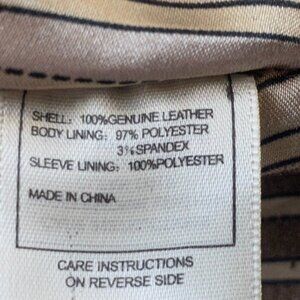 SHELL: 100%GENUINE LEATHER
BODY LINING: 97% POLYESTER
3%SPANDEX
SLEEVE LINING: 100%POLYESTER
MADE IN CHINA
CARE INSTRUCTIONS
ON REVERSE SIDE